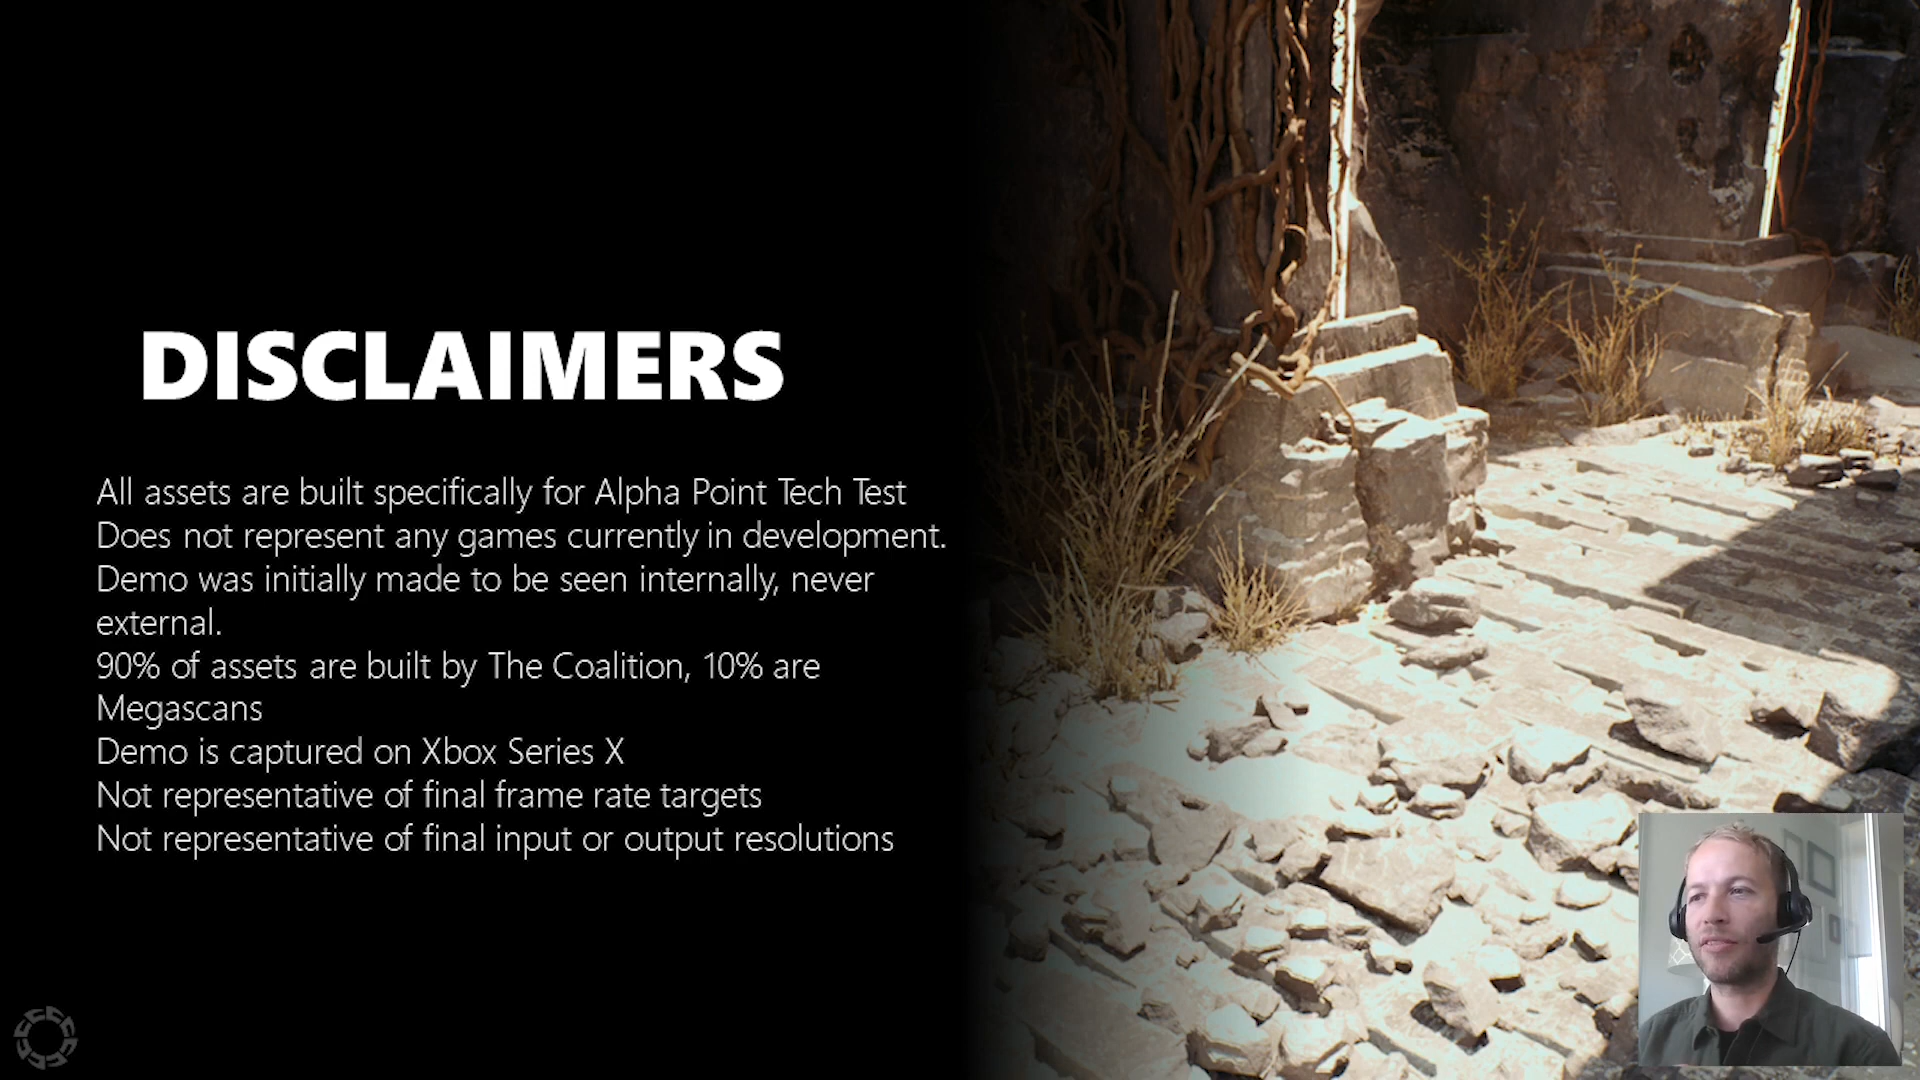 DISCLAIMERS
All assets are built specifically for Alpha Point Tech Test
Does not represent any games currently in development.
Demo was initially made to be seen internally, never
external.
90% of assets are built by The Coalition, 10% are
Megascans
Demo is captured on Xbox Series X
Not representative of final frame rate targets
Not representative of final input or output resolutions